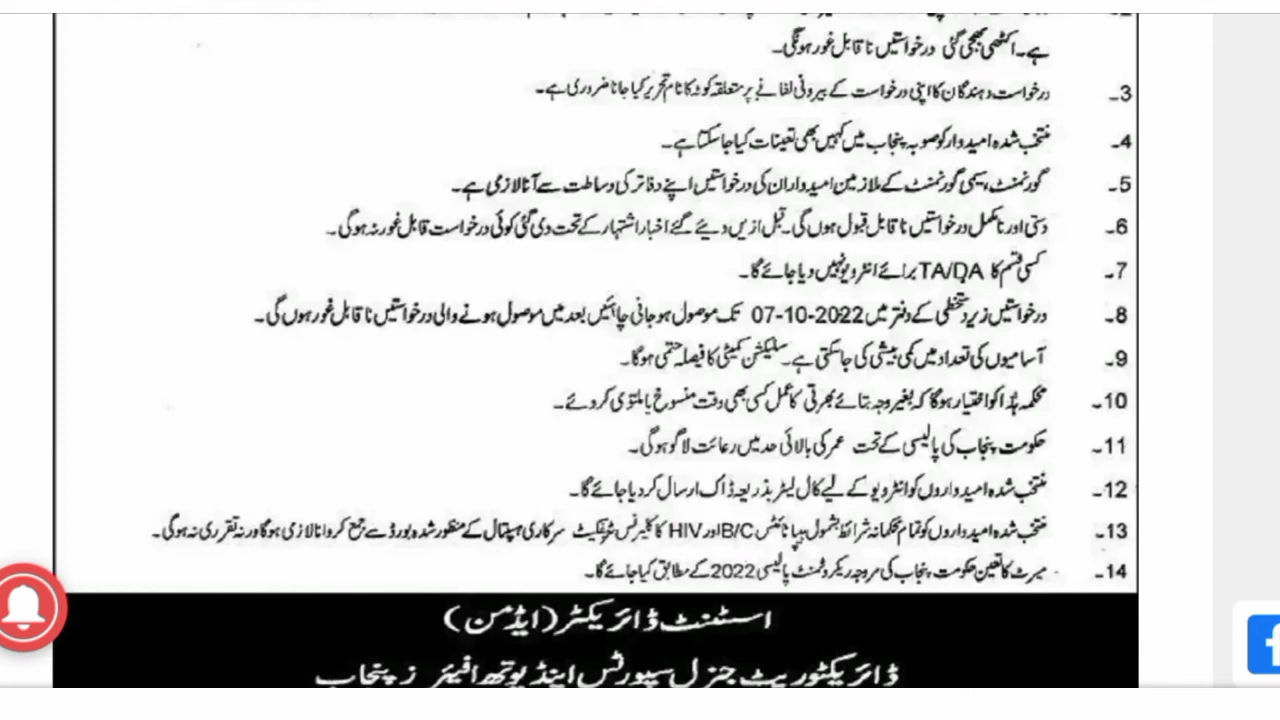 ہے۔ اکٹھی بھیجی گئی درخواستیں ناقابل غور ہونگی۔
3۔ درخواست دہندگان کا اپنی درخواست کے بیرونی لفافے پر متعلقہ کوٹہ کا نام تحریر کیا جانا ضروری ہے۔
4۔ منتخب شدہ امیدوار کو صوبہ پنجاب میں کہیں بھی تعینات کیا جا سکتا ہے۔
5۔ گورنمنٹ، سیمی گورنمنٹ کے ملازمین امیدواران کی درخواستیں اپنے دفاتر کی وساطت سے آنا لازمی ہے۔
6۔ دستی اور نامکمل درخواستیں ناقابل قبول ہوں گی۔ قبل ازیں دیئے گئے اخبار اشتہار کے تحت دی گئی کوئی درخواست قابل غور نہ ہوگی۔
7۔ کسی قسم کا TA/DA برائے انٹرویو نہیں دیا جائے گا۔
8۔ درخواستیں زیر دستخطی کے دفتر میں 07-10-2022 تک موصول ہو جانی چاہئیں بعد میں موصول ہونے والی درخواستیں ناقابل غور ہوں گی۔
9۔ آسامیوں کی تعداد میں کمی بیشی کی جاسکتی ہے۔ سلیکشن کمیٹی کا فیصلہ حتمی ہوگا۔
10۔ محکمہ ہذا کو اختیار ہوگا کہ بغیر وجہ بتائے بھرتی کا عمل کسی بھی وقت منسوخ یا ملتوی کر دے۔
11۔ حکومت پنجاب کی پالیسی کے تحت عمر کی بالائی حد میں رعائت لاگو ہوگی۔
12۔ منتخب شدہ امیدواروں کو انٹرویو کے لیے کال لیٹر بذریعہ ڈاک ارسال کر دیا جائے گا۔
13۔ منتخب شدہ امیدواروں کو تمام محکمانہ شرائط بشمول ہیپاٹائٹس B/C اور HIV کا کلیرنس سرٹیفکیٹ سرکاری ہسپتال کے منظور شدہ بورڈ سے جمع کروانا لازمی ہوگا ورنہ تقرری نہ ہوگی۔
14۔ میرٹ کا تعین حکومت پنجاب کی مروجہ ریکروٹمنٹ پالیسی 2022 کے مطابق کیا جائے گا۔
اسسٹنٹ ڈائریکٹر (ایڈمن)
ڈائریکٹوریٹ جنرل سپورٹس اینڈ یوتھ افیئرز پنجاب